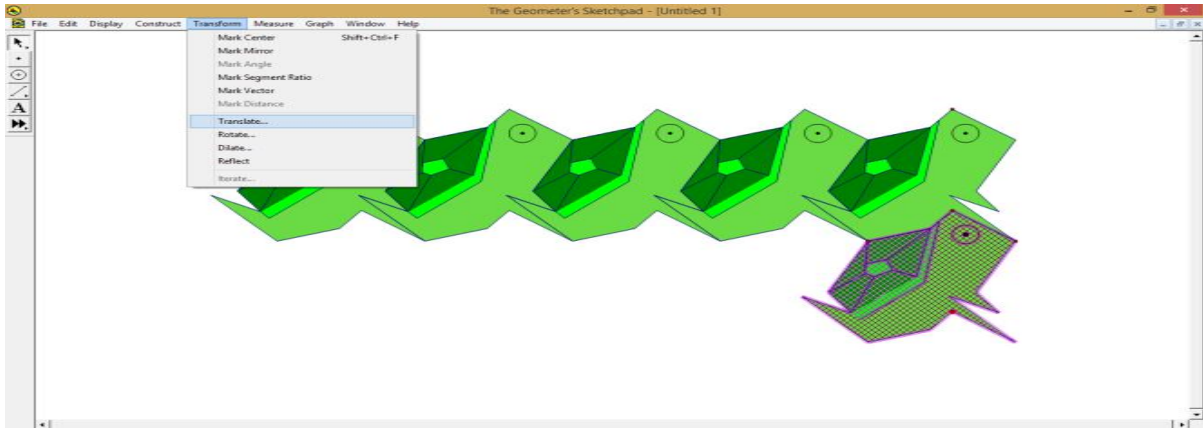 The Geometer's Sketchpad - [Untitled 1]
File Edit Display Construct Transform Measure Graph Window Help
Mark Center Shift+Ctrl+F
Mark Mirror
Mark Angle
Mark Segment Ratio
Mark Vector
Mark Distance
Translate...
Rotate...
Dilate...
Reflect
Iterate...
A